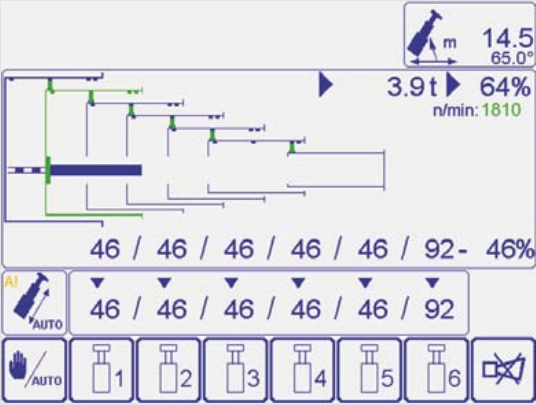 m 14.5
65.0°
3.9 t 64%
n/min: 1810
46 / 46 / 46 / 46 / 46 / 92 - 46%
A!
AUTO
46 / 46 / 46 / 46 / 46 / 92
/AUTO 1 2 3 4 5 6